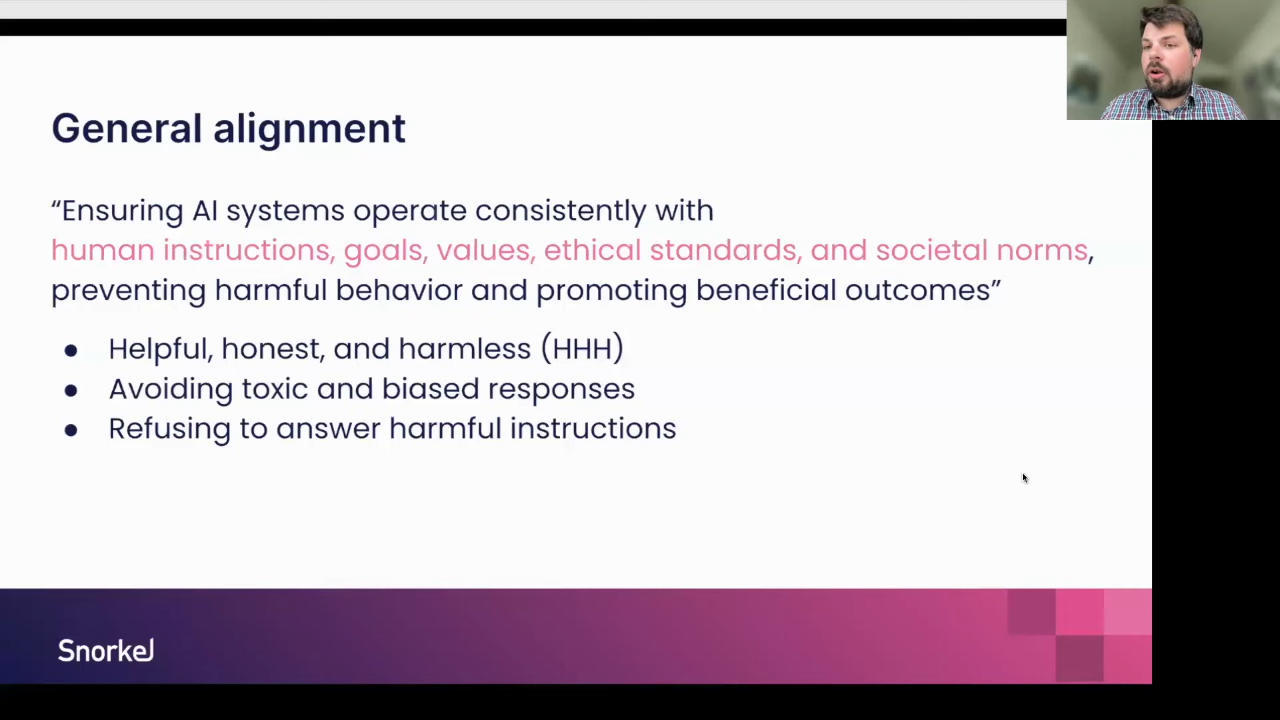 General alignment
“Ensuring AI systems operate consistently with
human instructions, goals, values, ethical standards, and societal norms,
preventing harmful behavior and promoting beneficial outcomes”
● Helpful, honest, and harmless (HHH)
● Avoiding toxic and biased responses
● Refusing to answer harmful instructions
Snorkel